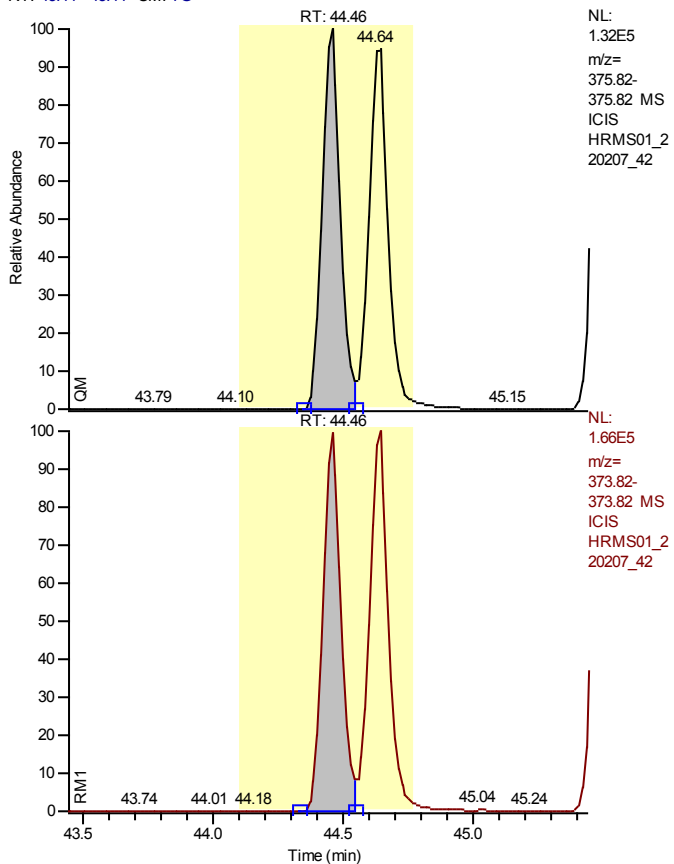 RT: 44.46
44.64
NL:
1.32E5
m/z=
375.82-
375.82 MS
ICIS
HRMS01_2
20207_42
100
90
80
70
60
50
40
30
20
10
0
Relative Abundance
QM
43.79
44.10
45.15
RT: 44.46
NL:
1.66E5
m/z=
373.82-
373.82 MS
ICIS
HRMS01_2
20207_42
100
90
80
70
60
50
40
30
20
10
0
RM1
43.74
44.01
44.18
45.04
45.24
43.5
44.0
44.5
45.0
Time (min)